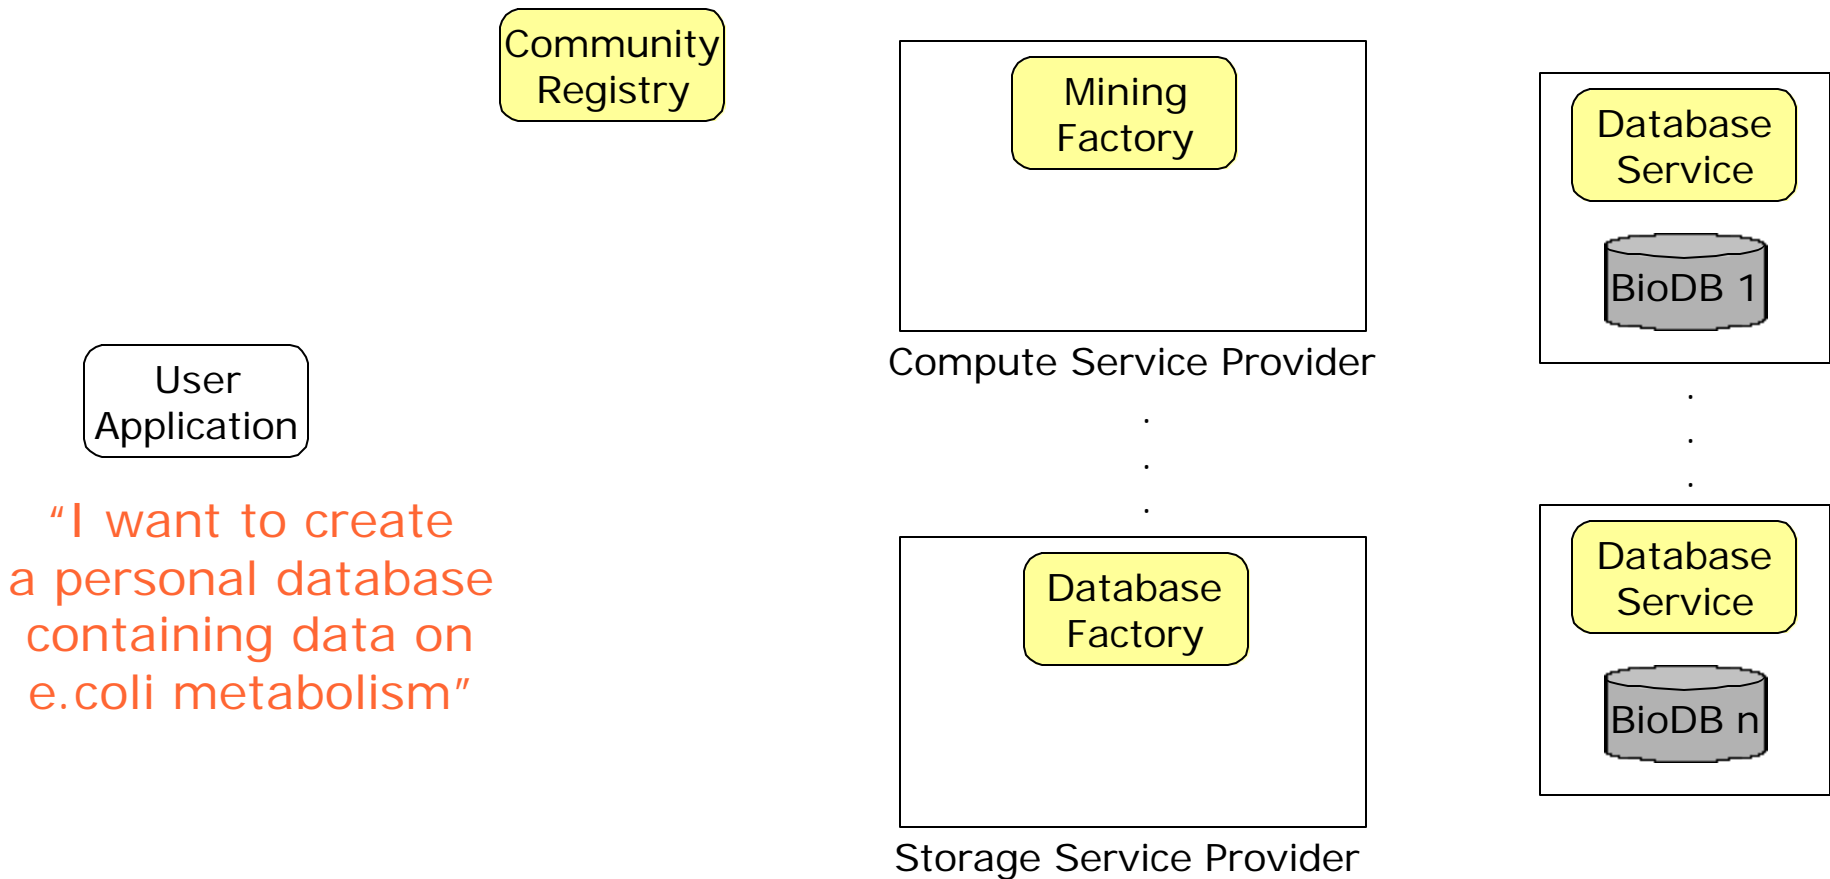 Community
Registry
Mining
Factory
Compute Service Provider
Database
Service
BioDB 1
User
Application
“I want to create
a personal database
containing data on
e.coli metabolism”
.
.
.
.
.
.
Database
Factory
Storage Service Provider
Database
Service
BioDB n